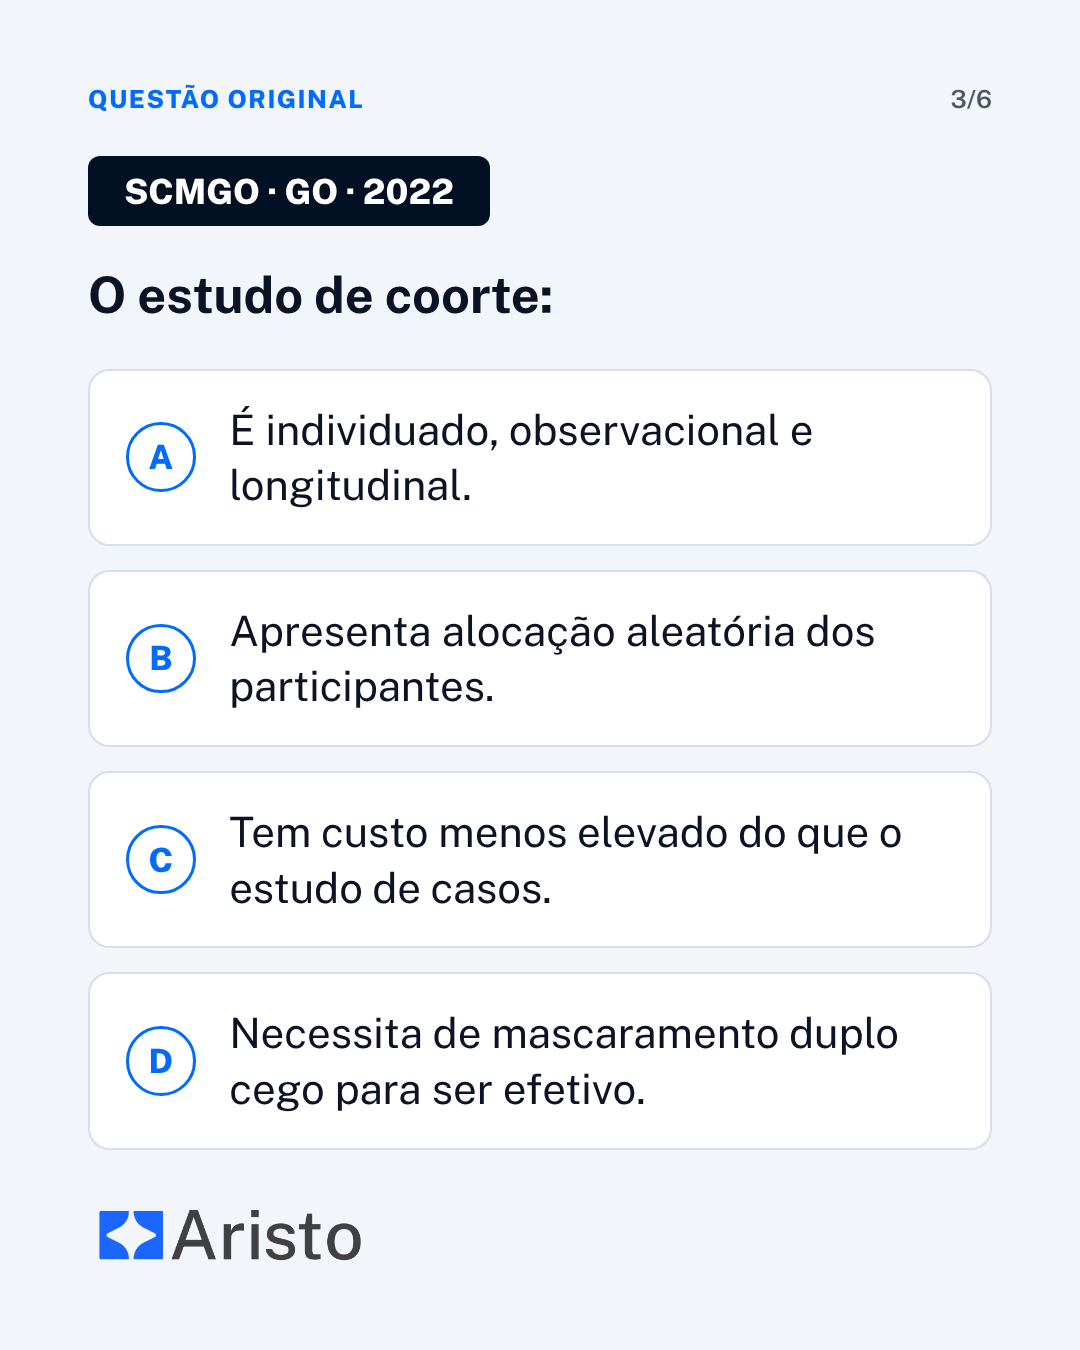 QUESTÃO ORIGINAL
3/6
SCMGO · GO · 2022
O estudo de coorte:
A
É individuado, observacional e
longitudinal.
B
Apresenta alocação aleatória dos
participantes.
C
Tem custo menos elevado do que o
estudo de casos.
D
Necessita de mascaramento duplo
cego para ser efetivo.
Aristo